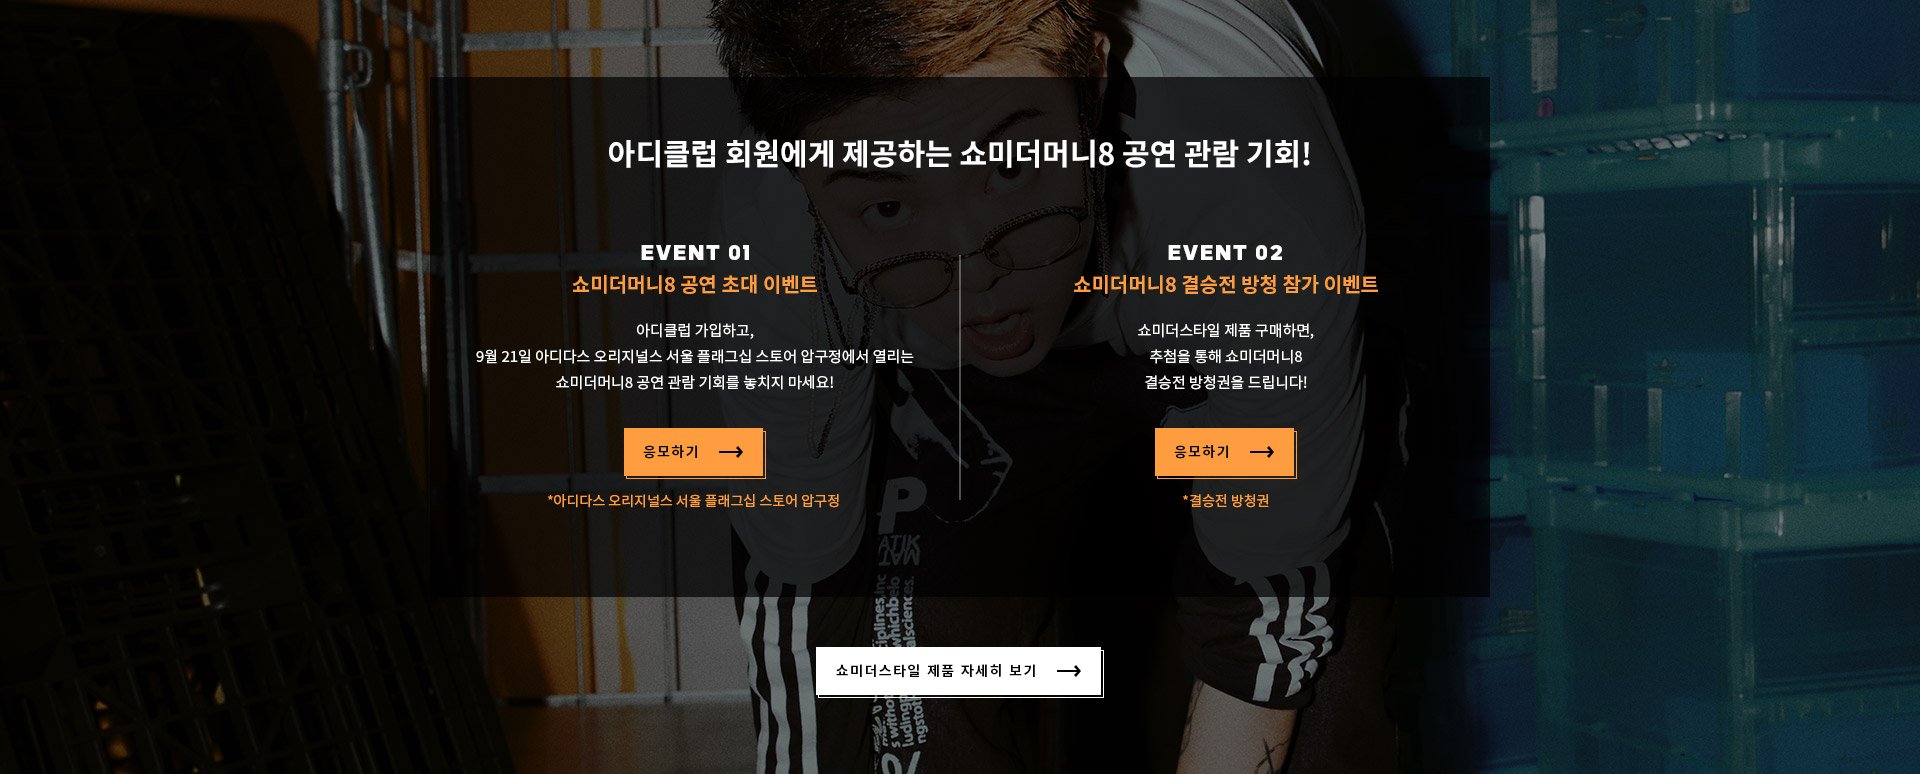 아디클럽 회원에게 제공하는 쇼미더머니8 공연 관람 기회!
EVENT 01
쇼미더머니8 공연 초대 이벤트
아디클럽 가입하고,
9월 21일 아디다스 오리지널스 서울 플래그십 스토어 압구정에서 열리는
쇼미더머니8 공연 관람 기회를 놓치지 마세요!
응모하기
*아디다스 오리지널스 서울 플래그십 스토어 압구정
EVENT 02
쇼미더머니8 결승전 방청 참가 이벤트
쇼미더스타일 제품 구매하면,
추첨을 통해 쇼미더머니8
결승전 방청권을 드립니다!
응모하기
*결승전 방청권
쇼미더스타일 제품 자세히 보기